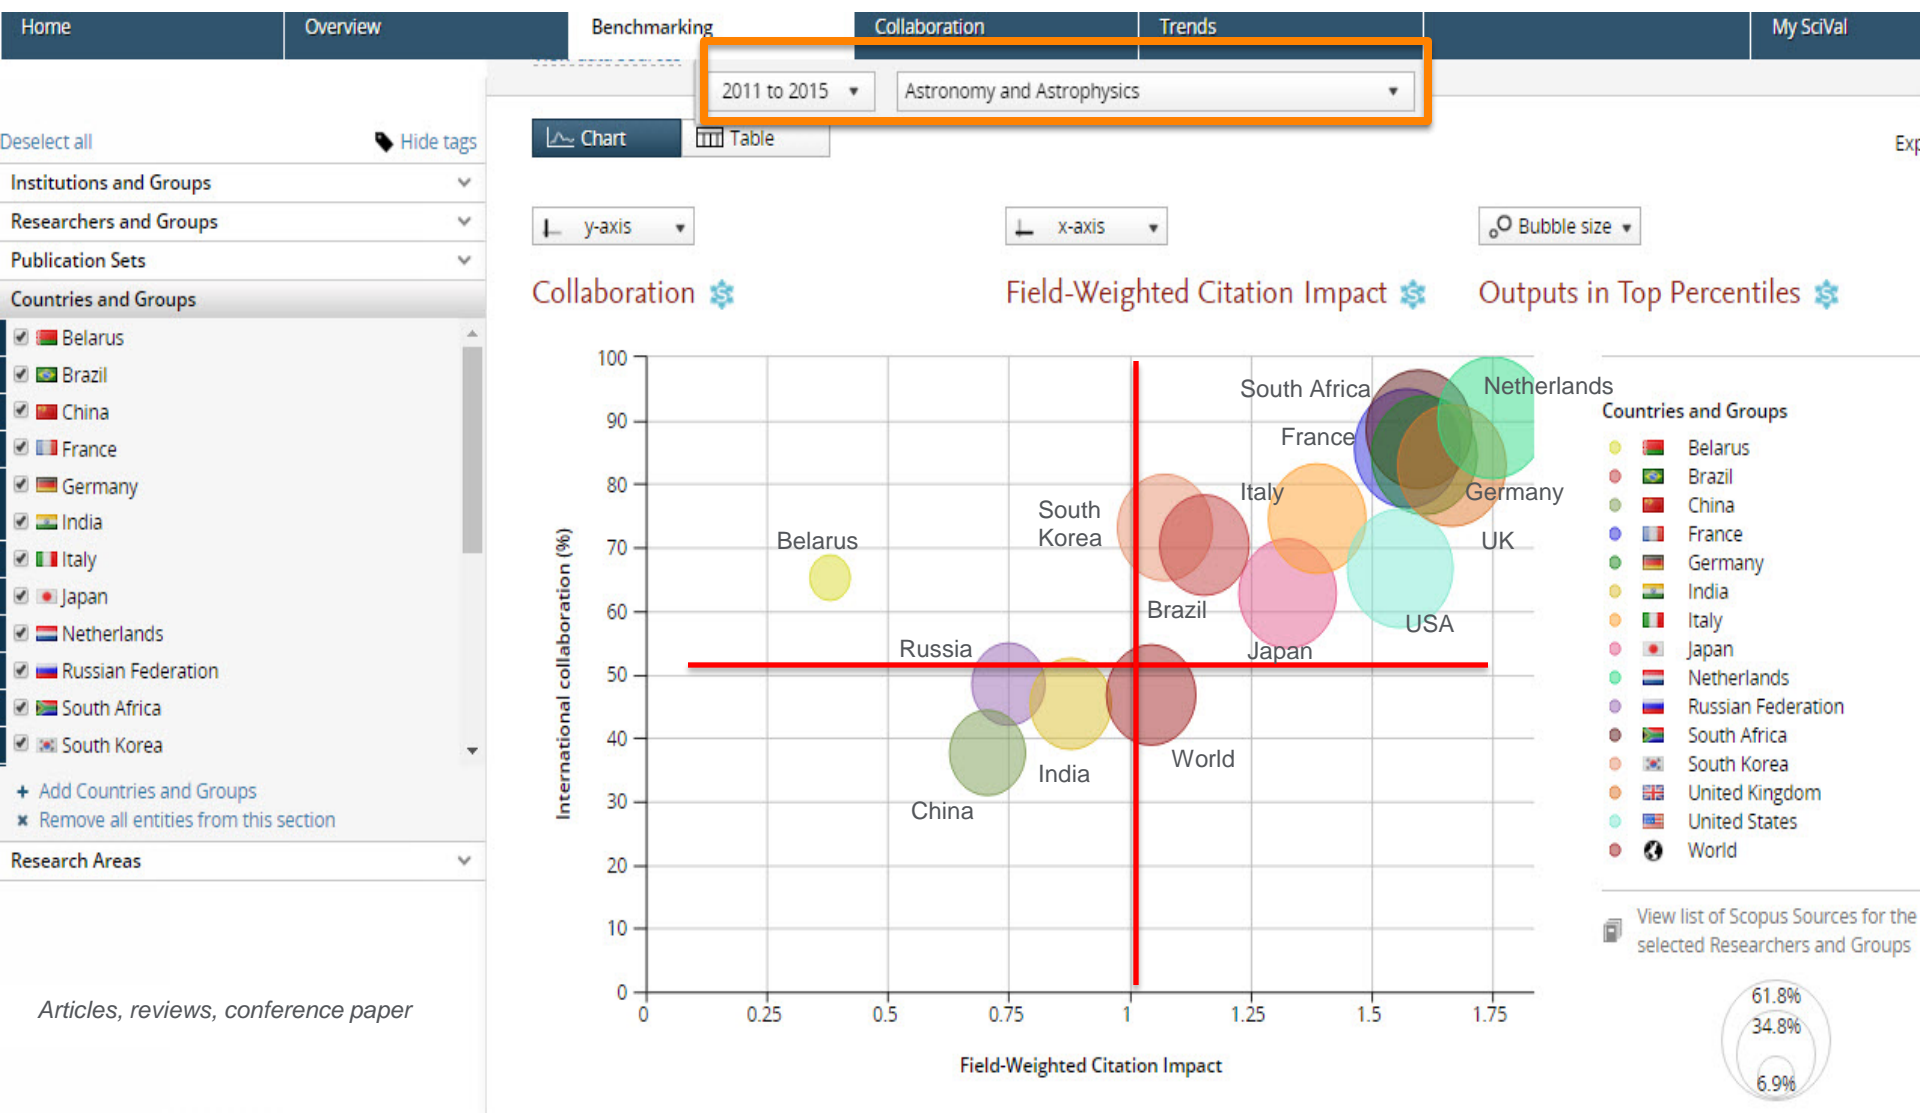 Home
Overview
Benchmarking
Collaboration
Trends
My SciVal
2011 to 2015
Astronomy and Astrophysics
Chart
Table
Exp
Deselect all
Hide tags
Institutions and Groups
Researchers and Groups
Publication Sets
Countries and Groups
Belarus
Brazil
China
France
Germany
India
Italy
Japan
Netherlands
Russian Federation
South Africa
South Korea
+ Add Countries and Groups
× Remove all entities from this section
Research Areas
Articles, reviews, conference paper
y-axis
x-axis
Bubble size
Collaboration
Field-Weighted Citation Impact
Outputs in Top Percentiles
International collaboration (%)
100
90
80
70
60
50
40
30
20
10
0
0
0.25
0.5
0.75
1
1.25
1.5
1.75
Field-Weighted Citation Impact
South Africa
Netherlands
France
Italy
Germany
South
Korea
Belarus
UK
Brazil
USA
Russia
Japan
World
India
China
Countries and Groups
Belarus
Brazil
China
France
Germany
India
Italy
Japan
Netherlands
Russian Federation
South Africa
South Korea
United Kingdom
United States
World
View list of Scopus Sources for the
selected Researchers and Groups
61.8%
34.8%
6.9%